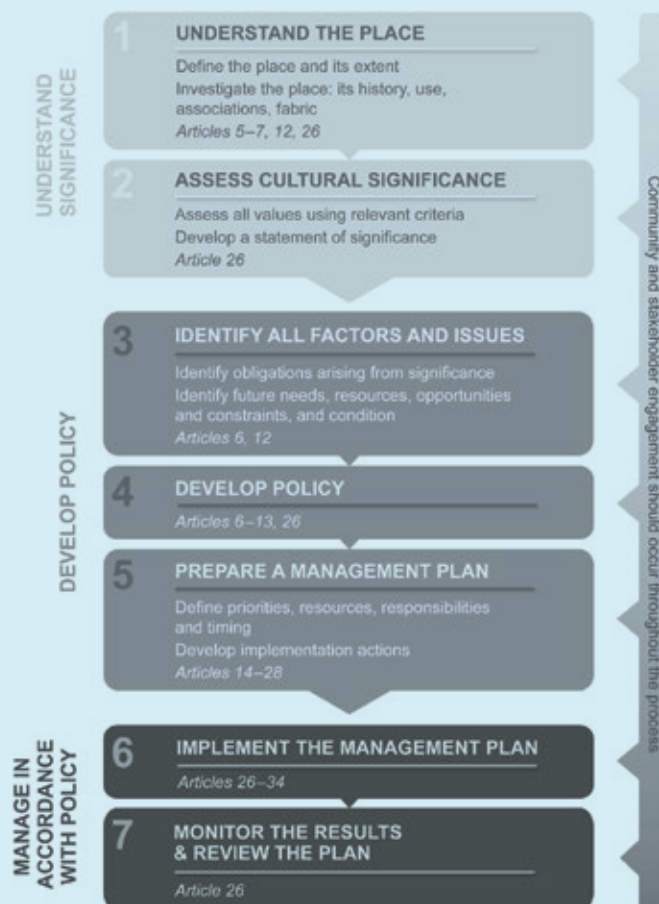 UNDERSTAND
SIGNIFICANCE
1
UNDERSTAND THE PLACE
Define the place and its extent
Investigate the place: its history, use,
associations, fabric
Articles 5–7, 12, 26
2
ASSESS CULTURAL SIGNIFICANCE
Assess all values using relevant criteria
Develop a statement of significance
Article 26
DEVELOP POLICY
3
IDENTIFY ALL FACTORS AND ISSUES
Identify obligations arising from significance
Identify future needs, resources, opportunities
and constraints, and condition
Articles 6, 12
4
DEVELOP POLICY
Articles 6–13, 26
5
PREPARE A MANAGEMENT PLAN
Define priorities, resources, responsibilities
and timing
Develop implementation actions
Articles 14–28
MANAGE IN
ACCORDANCE
WITH POLICY
6
IMPLEMENT THE MANAGEMENT PLAN
Articles 26–34
7
MONITOR THE RESULTS
& REVIEW THE PLAN
Article 26
Community and stakeholder engagement should occur throughout the process